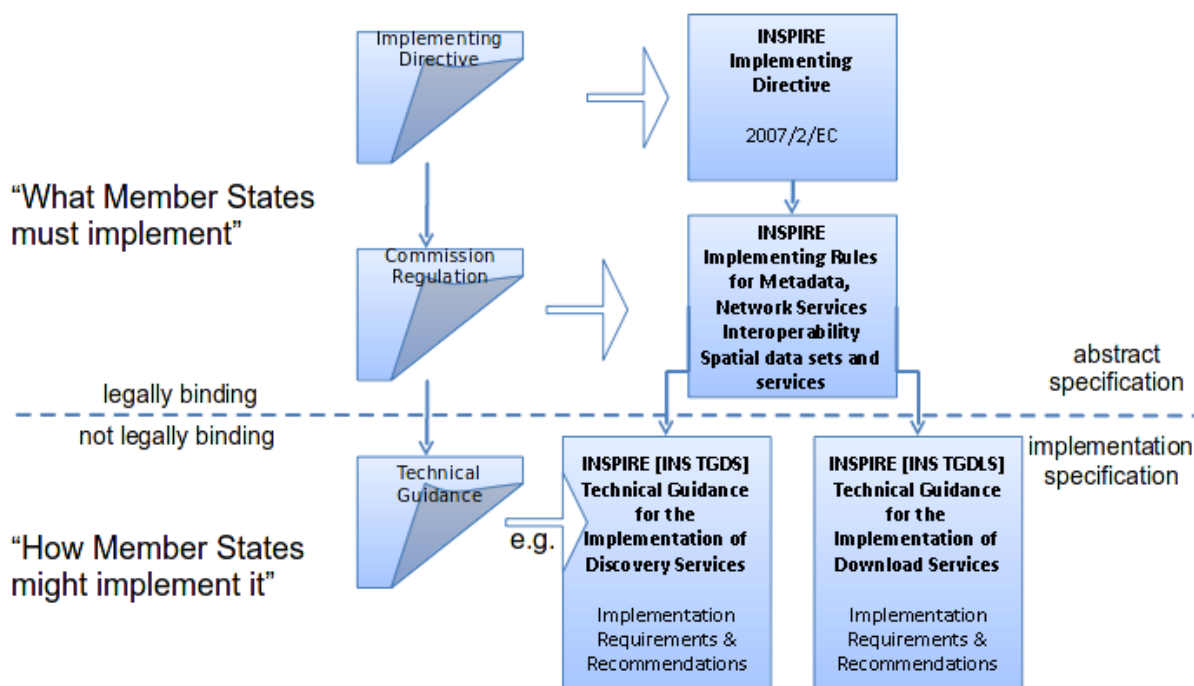 Implementing
Directive
INSPIRE
Implementing
Directive
2007/2/EC
“What Member States
must implement”
Commission
Regulation
INSPIRE
Implementing Rules
for Metadata,
Network Services
Interoperability
Spatial data sets and
services
abstract
specification
legally binding
not legally binding
implementation
specification
Technical
Guidance
e.g.
INSPIRE [INS TGDS]
Technical Guidance
for the
Implementation of
Discovery Services
Implementation
Requirements &
Recommendations
INSPIRE [INS TGDLS]
Technical Guidance
for the
Implementation of
Download Services
Implementation
Requirements &
Recommendations
“How Member States
might implement it”